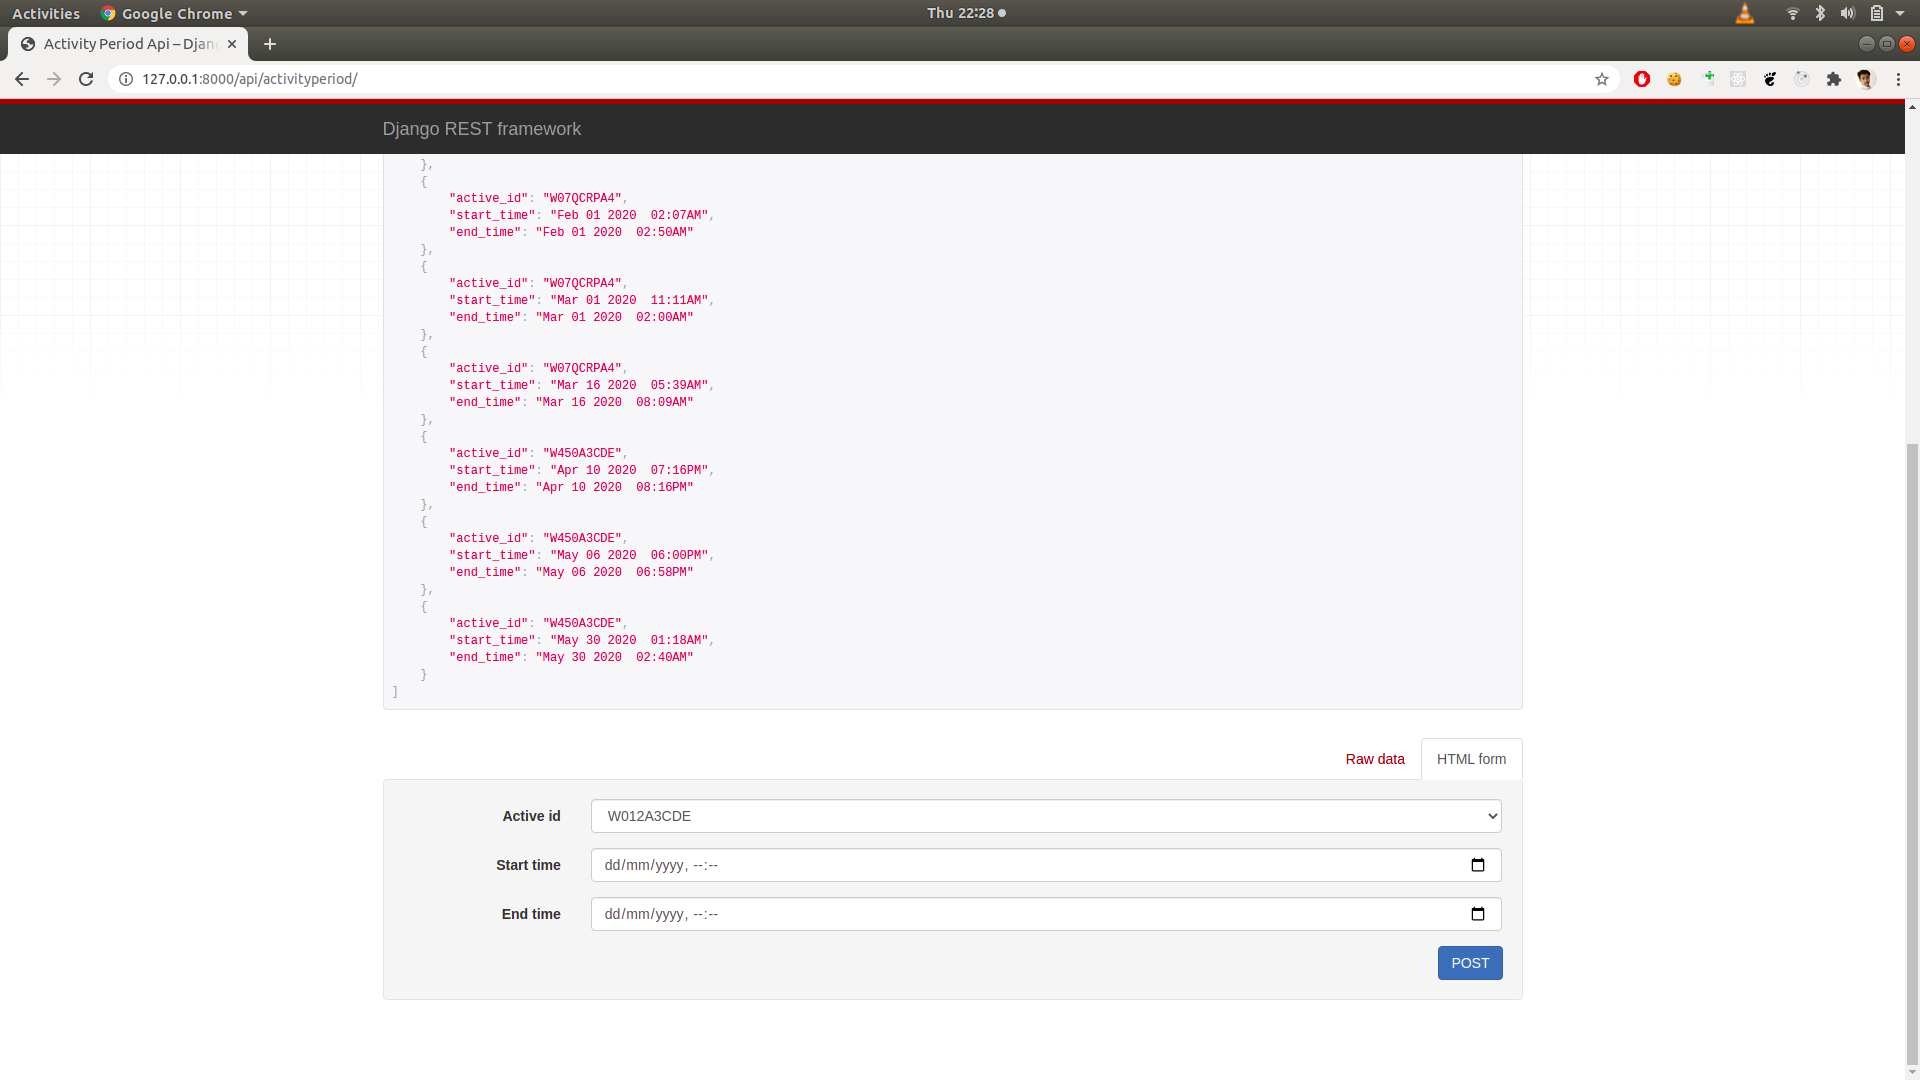 Activities Google Chrome Thu 22:28
Activity Period Api – Djan
127.0.0.1:8000/api/activityperiod/
Django REST framework
},
{
"active_id": "W07QCRPA4",
"start_time": "Feb 01 2020  02:07AM",
"end_time": "Feb 01 2020  02:50AM"
},
{
"active_id": "W07QCRPA4",
"start_time": "Mar 01 2020  11:11AM",
"end_time": "Mar 01 2020  02:00AM"
},
{
"active_id": "W07QCRPA4",
"start_time": "Mar 16 2020  05:39AM",
"end_time": "Mar 16 2020  08:09AM"
},
{
"active_id": "W450A3CDE",
"start_time": "Apr 10 2020  07:16PM",
"end_time": "Apr 10 2020  08:16PM"
},
{
"active_id": "W450A3CDE",
"start_time": "May 06 2020  06:00PM",
"end_time": "May 06 2020  06:58PM"
},
{
"active_id": "W450A3CDE",
"start_time": "May 30 2020  01:18AM",
"end_time": "May 30 2020  02:40AM"
}
]
Raw data HTML form
Active id W012A3CDE
Start time dd/mm/yyyy, --:--
End time dd/mm/yyyy, --:--
POST